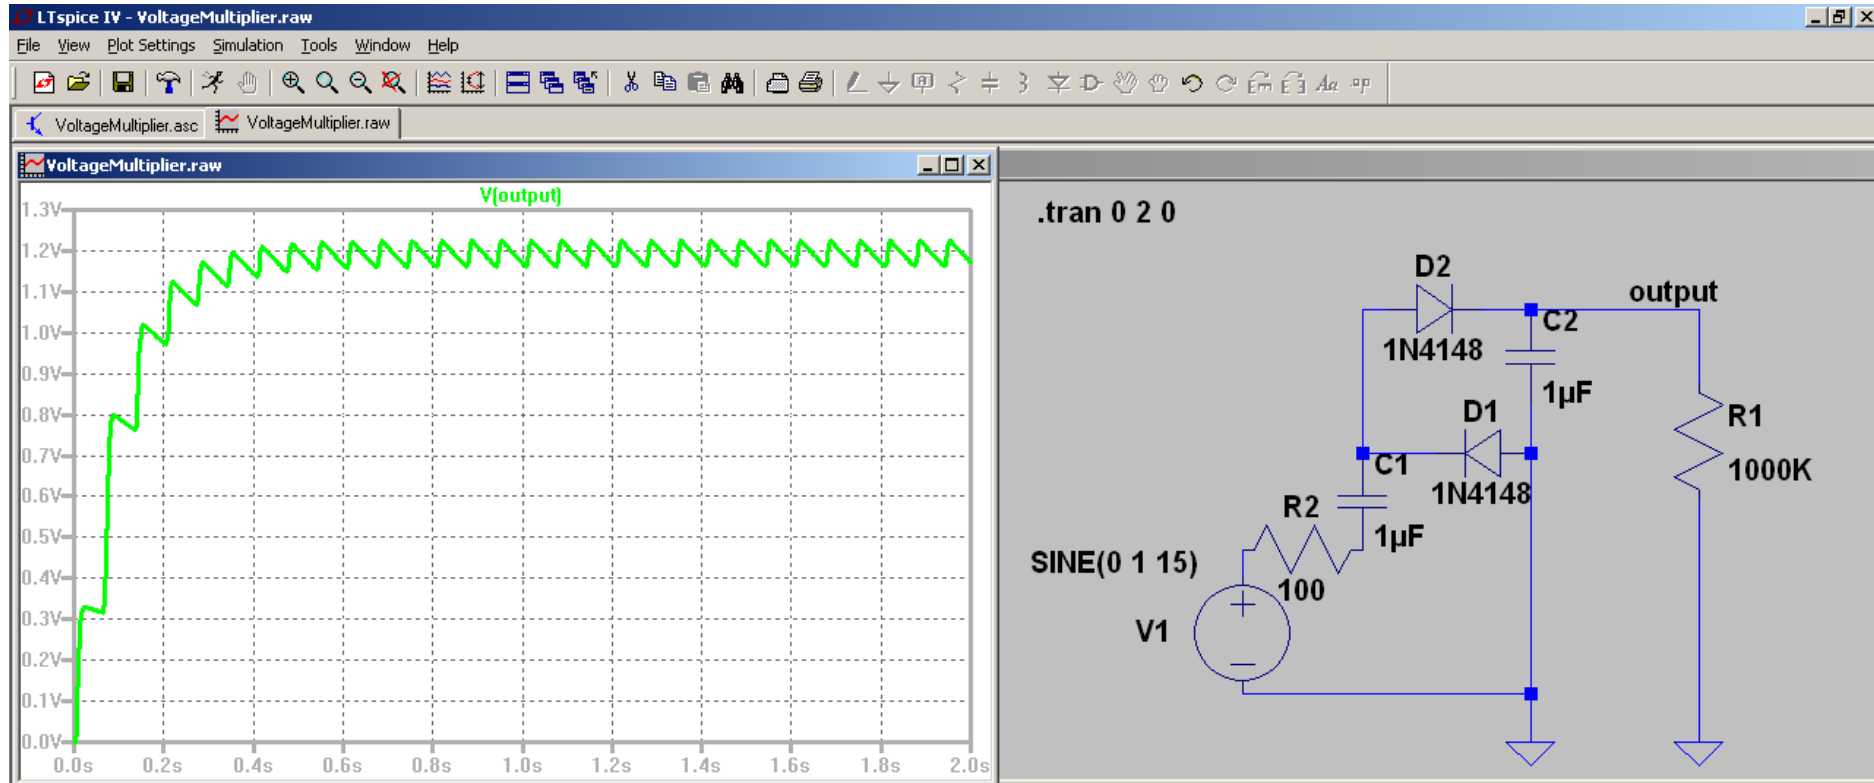 LTspice IV - VoltageMultiplier.raw
File View Plot Settings Simulation Tools Window Help
VoltageMultiplier.asc VoltageMultiplier.raw
VoltageMultiplier.raw
V(output)
1.3V
1.2V
1.1V
1.0V
0.9V
0.8V
0.7V
0.6V
0.5V
0.4V
0.3V
0.2V
0.1V
0.0V
0.0s 0.2s 0.4s 0.6s 0.8s 1.0s 1.2s 1.4s 1.6s 1.8s 2.0s
.tran 0 2 0
D2
1N4148
output
C2
1µF
D1
1N4148
R1
1000K
C1
1µF
R2
100
SINE(0 1 15)
V1